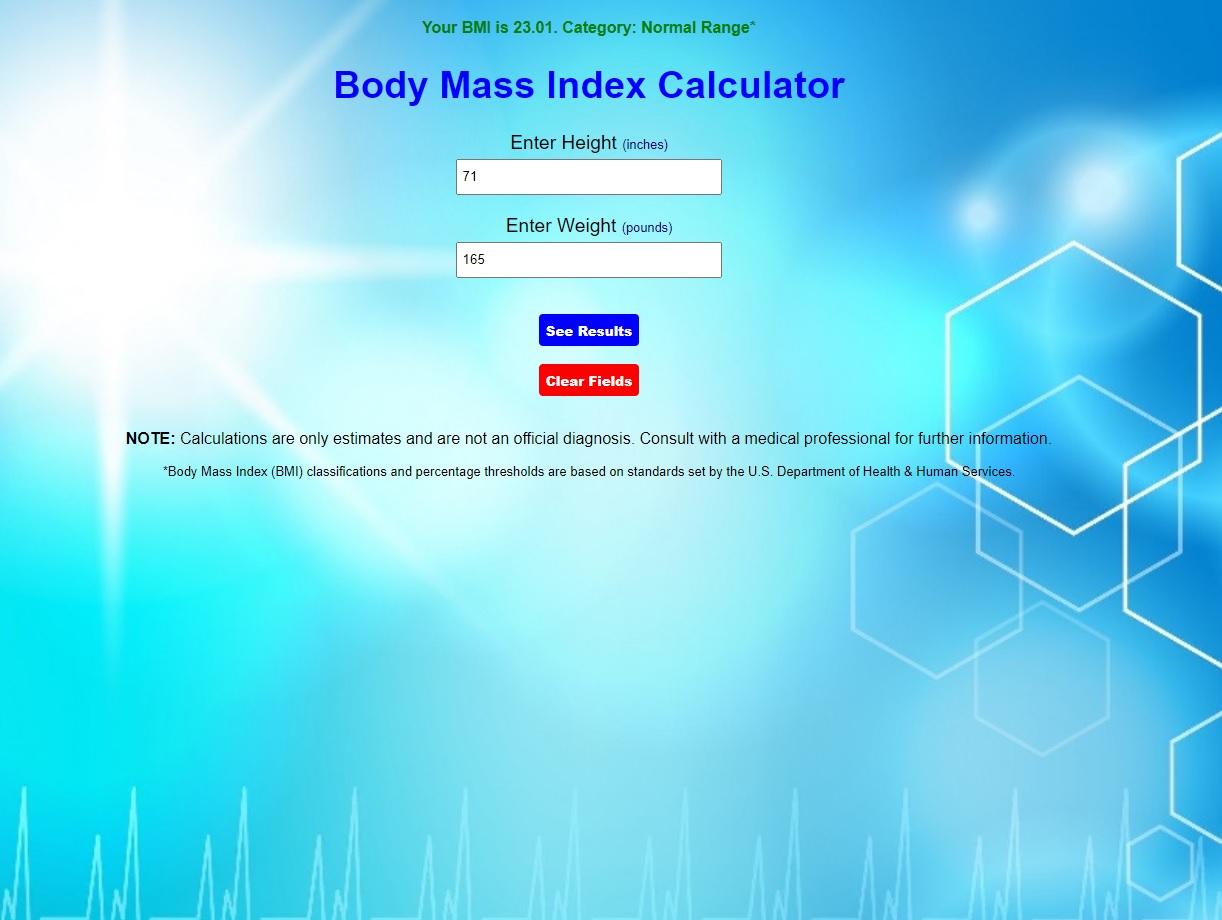 Your BMI is 23.01. Category: Normal Range*
Body Mass Index Calculator
Enter Height (inches)
71
Enter Weight (pounds)
165
See Results
Clear Fields
NOTE: Calculations are only estimates and are not an official diagnosis. Consult with a medical professional for further information.
*Body Mass Index (BMI) classifications and percentage thresholds are based on standards set by the U.S. Department of Health & Human Services.